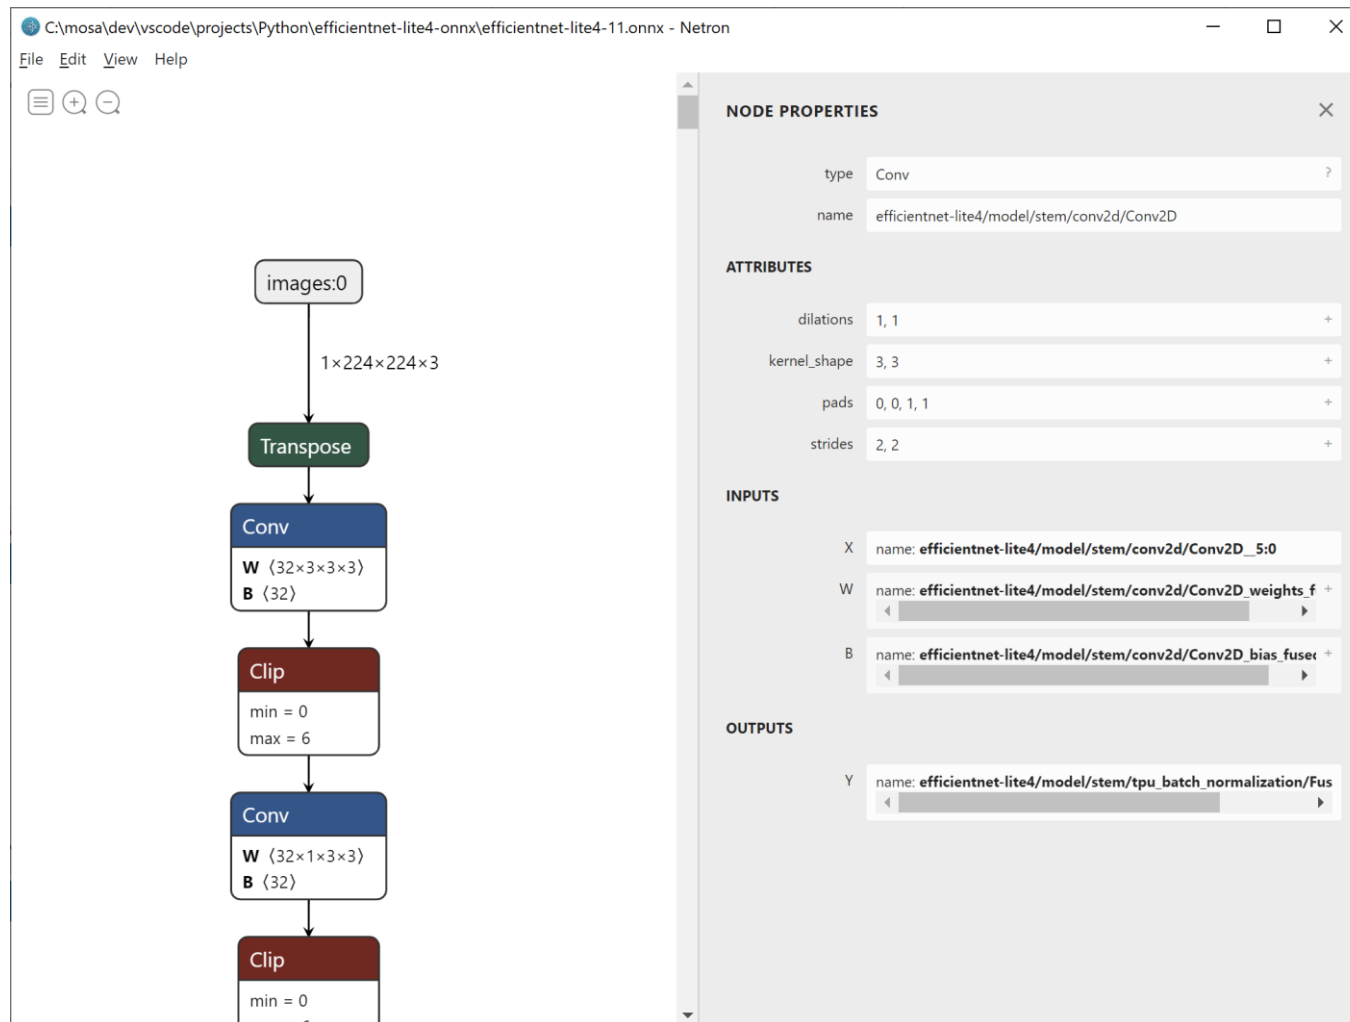 C:\mosa\dev\vscode\projects\Python\efficientnet-lite4-onnx\efficientnet-lite4-11.onnx - Netron
File Edit View Help
images:0
1×224×224×3
Transpose
Conv
W ⟨32×3×3×3⟩
B ⟨32⟩
Clip
min = 0
max = 6
Conv
W ⟨32×1×3×3⟩
B ⟨32⟩
Clip
min = 0
NODE PROPERTIES
type Conv ?
name efficientnet-lite4/model/stem/conv2d/Conv2D
ATTRIBUTES
dilations 1, 1 +
kernel_shape 3, 3 +
pads 0, 0, 1, 1 +
strides 2, 2 +
INPUTS
X name: efficientnet-lite4/model/stem/conv2d/Conv2D__5:0
W name: efficientnet-lite4/model/stem/conv2d/Conv2D_weights_f +
B name: efficientnet-lite4/model/stem/conv2d/Conv2D_bias_fused +
OUTPUTS
Y name: efficientnet-lite4/model/stem/tpu_batch_normalization/Fus